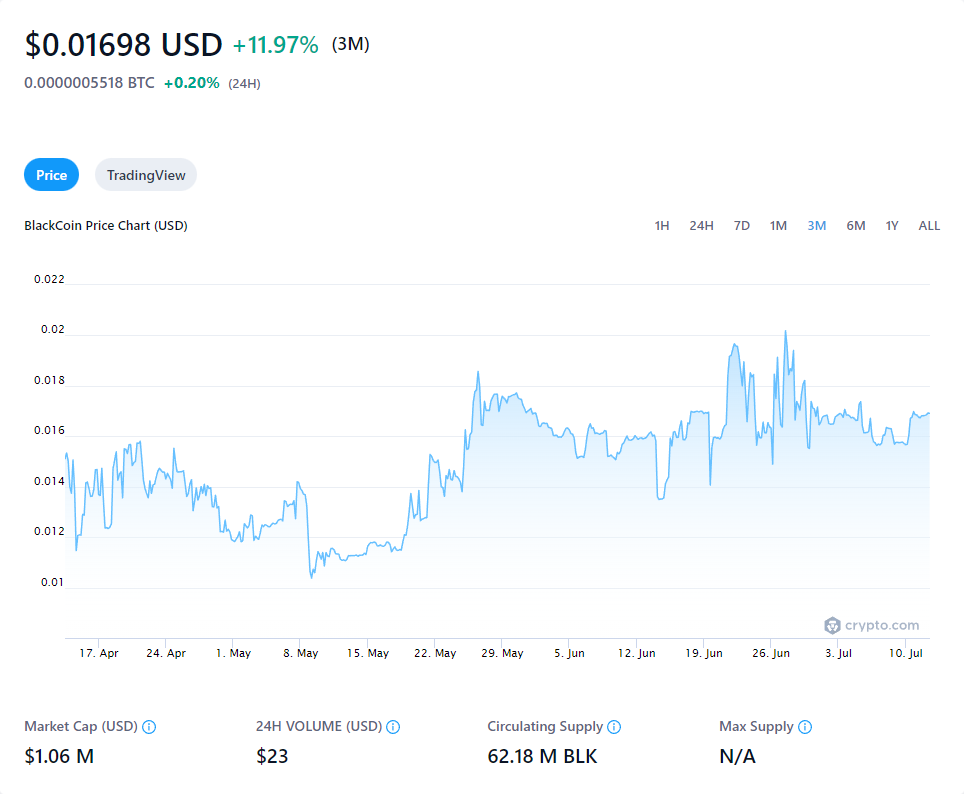 $0.01698 USD +11.97% (3M)
0.0000005518 BTC +0.20% (24H)
Price TradingView
BlackCoin Price Chart (USD) 1H 24H 7D 1M 3M 6M 1Y ALL
0.022
0.02
0.018
0.016
0.014
0.012
0.01
crypto.com
17. Apr 24. Apr 1. May 8. May 15. May 22. May 29. May 5. Jun 12. Jun 19. Jun 26. Jun 3. Jul 10. Jul
Market Cap (USD) 24H VOLUME (USD) Circulating Supply Max Supply
$1.06 M $23 62.18 M BLK N/A